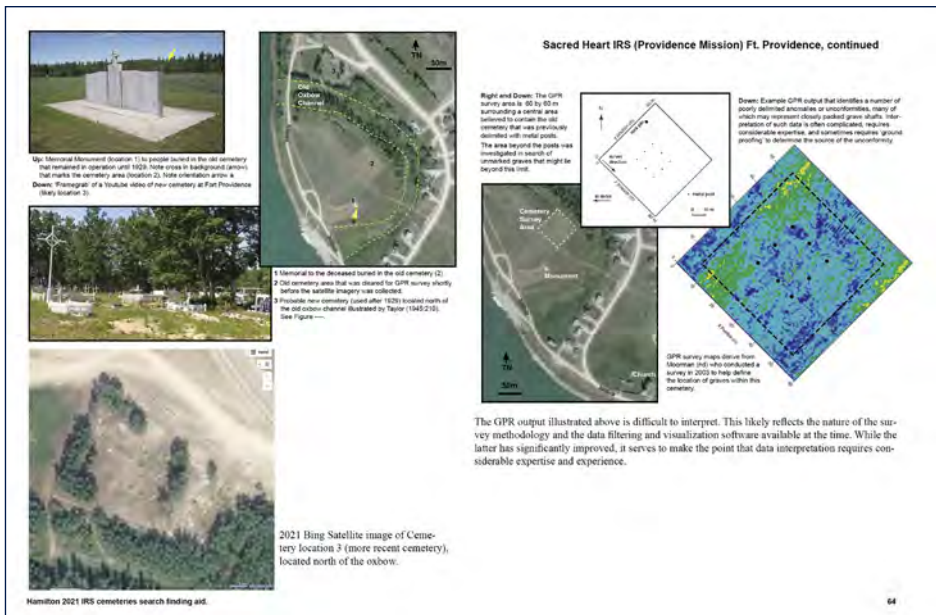 Sacred Heart IRS (Providence Mission) Ft. Providence, continued
TN
50m
Old
Oxbow
Channel
3
2
1
Up: Memorial Monument (location 1) to people buried in the old cemetery
that remained in operation until 1929. Note cross in background (arrow)
that marks the cemetery area (location 2). Note orientation arrow
Down: 'Framegrab' of a Youtube video of new cemetery at Fort Providence
(likely location 3).
1 Memorial to the deceased buried in the old cemetery (2)
2 Old cemetery area that was cleared for GPR survey shortly
before the satellite imagery was collected.
3 Probable new cemetery (used after 1929) located north of
the old oxbow channel illustrated by Taylor
See Figure ----
2021 Bing Satellite image of Ceme-
tery location 3 (more recent cemetery),
located north of the oxbow.
Right and Down: The GPR
survey area is 60 by 60 m
surrounding a central area
believed to contain the old
cemetery that was previously
delimited with metal posts.
The area beyond the posts was
investigated in search of
unmarked graves that might lie
beyond this limit.
Down: Example GPR output that identifies a number of
poorly delimited anomalies or unconformities, many of
which may represent closely packed grave shafts. Inter-
pretation of such data is often complicated, requires
considerable expertise, and sometimes requires 'ground
proofing' to determine the source of the unconformity.
Cemetery
Survey
Area
Monument
TN
50m
Church
GPR survey maps derive from
Moorman (nd) who conducted a
survey in 2003 to help define
the location of graves within this
cemetery.
The GPR output illustrated above is difficult to interpret. This likely reflects the nature of the sur-
vey methodology and the data filtering and visualization software available at the time. While the
latter has significantly improved, it serves to make the point that data interpretation requires con-
siderable expertise and experience.
Hamilton 2021 IRS cemeteries search finding aid.
64